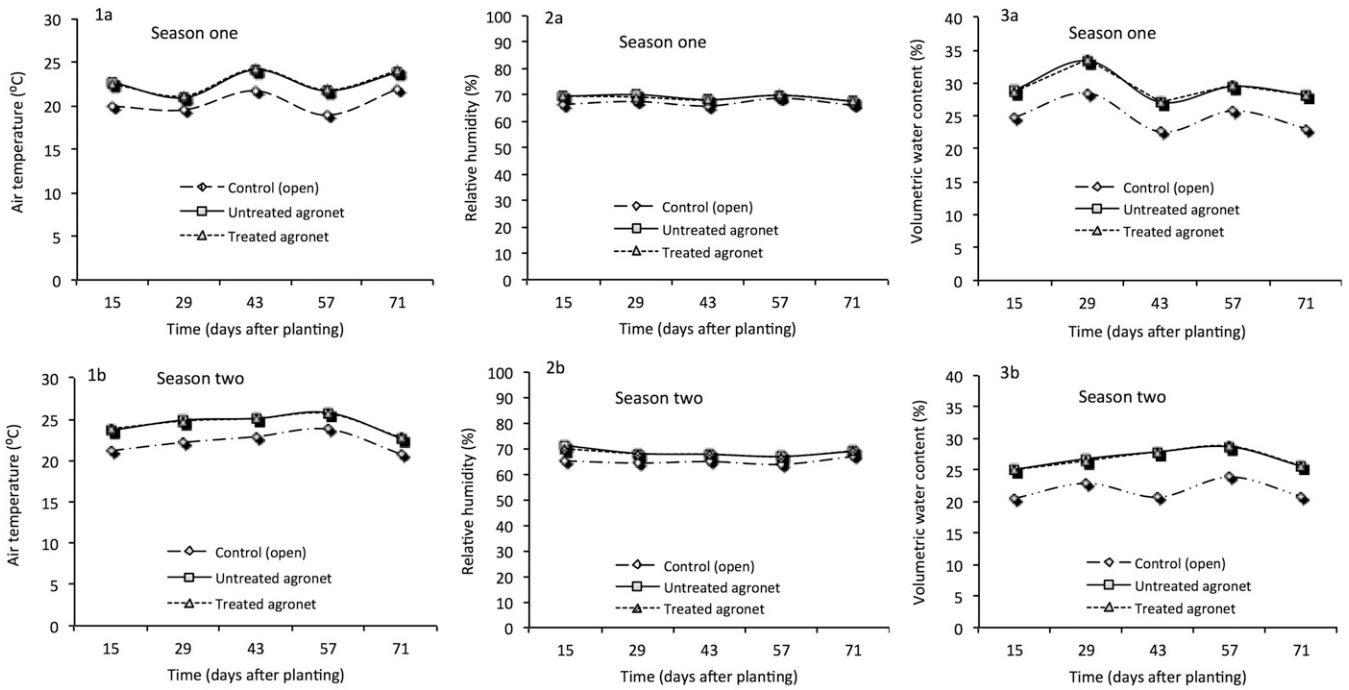 1a
Season one
Air temperature (⁰C)
30
25
20
15
10
5
0
Control (open)
Untreated agronet
Treated agronet
15 29 43 57 71
Time (days after planting)
2a
Season one
Relative humidity (%)
100
90
80
70
60
50
40
30
20
10
0
Control (open)
Untreated agronet
Treated agronet
15 29 43 57 71
Time (days after planting)
3a
Season one
Volumetric water content (%)
40
35
30
25
20
15
10
5
0
Control (open)
Untreated agronet
Treated agronet
15 29 43 57 71
Time (days after planting)
1b
Season two
Air temperature (⁰C)
30
25
20
15
10
5
0
Control (open)
Untreated agronet
Treated agronet
15 29 43 57 71
Time (days after planting)
2b
Season two
Relative humidity (%)
100
90
80
70
60
50
40
30
20
10
0
Control (open)
Untreated agronet
Treated agronet
15 29 43 57 71
Time (days after planting)
3b
Season two
Volumetric water content (%)
40
35
30
25
20
15
10
5
0
Control (open)
Untreated agronet
Treated agronet
15 29 43 57 71
Time (days after planting)